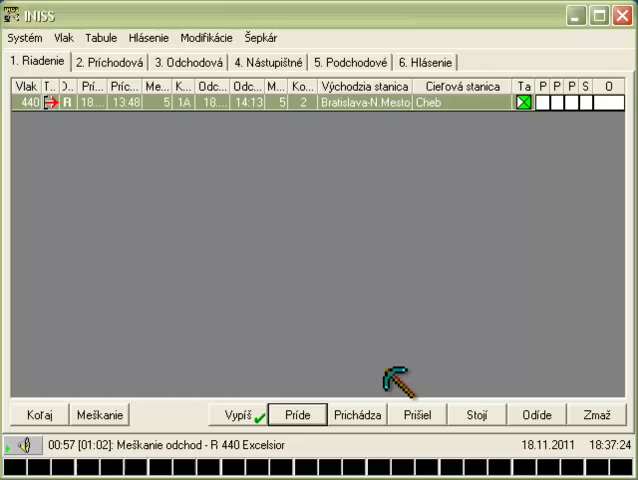 INISS
Systém Vlak Tabule Hlásenie Modifikácie Šepkár
1. Riadenie 2. Príchodová 3. Odchodová 4. Nástupištné 5. Podchodové 6. Hlásenie
Vlak T... D.. Prí... Príc... Me... K... Odc... Odc... M... Ko... Východzia stanica Cieľová stanica Ta P P P S O
440 R 18.... 13:48 5 1A 18.... 14:13 5 2 Bratislava-N.Mesto Cheb
Koľaj Meškanie Vypíš Príde Prichádza Prišiel Stojí Odíde Zmaž
00:57 [01:02]: Meškanie odchod - R 440 Excelsior 18.11.2011 18:37:24